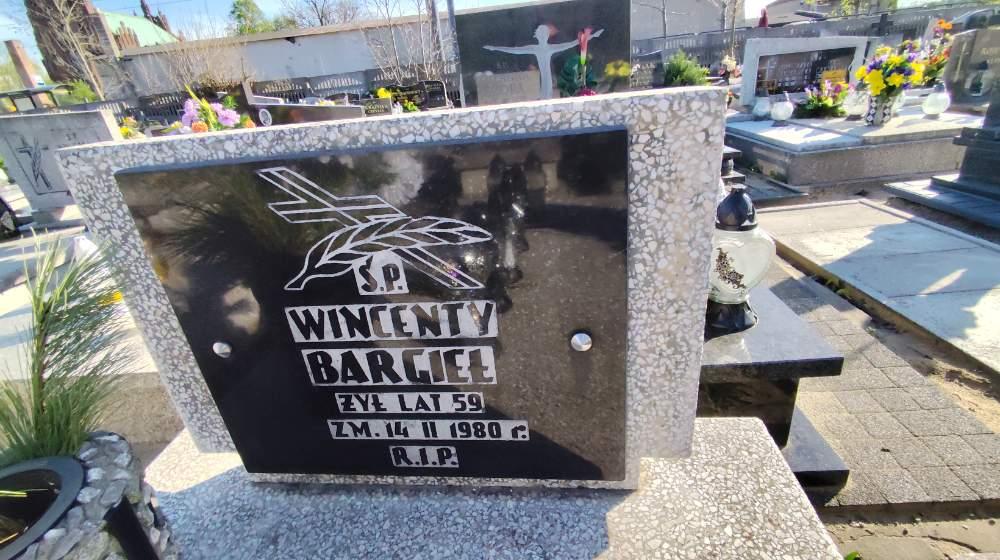 Ś.P.
WINCENTY
BARGIEŁ
ŻYŁ LAT 59
ZM. 14 II 1980 r.
R.I.P.